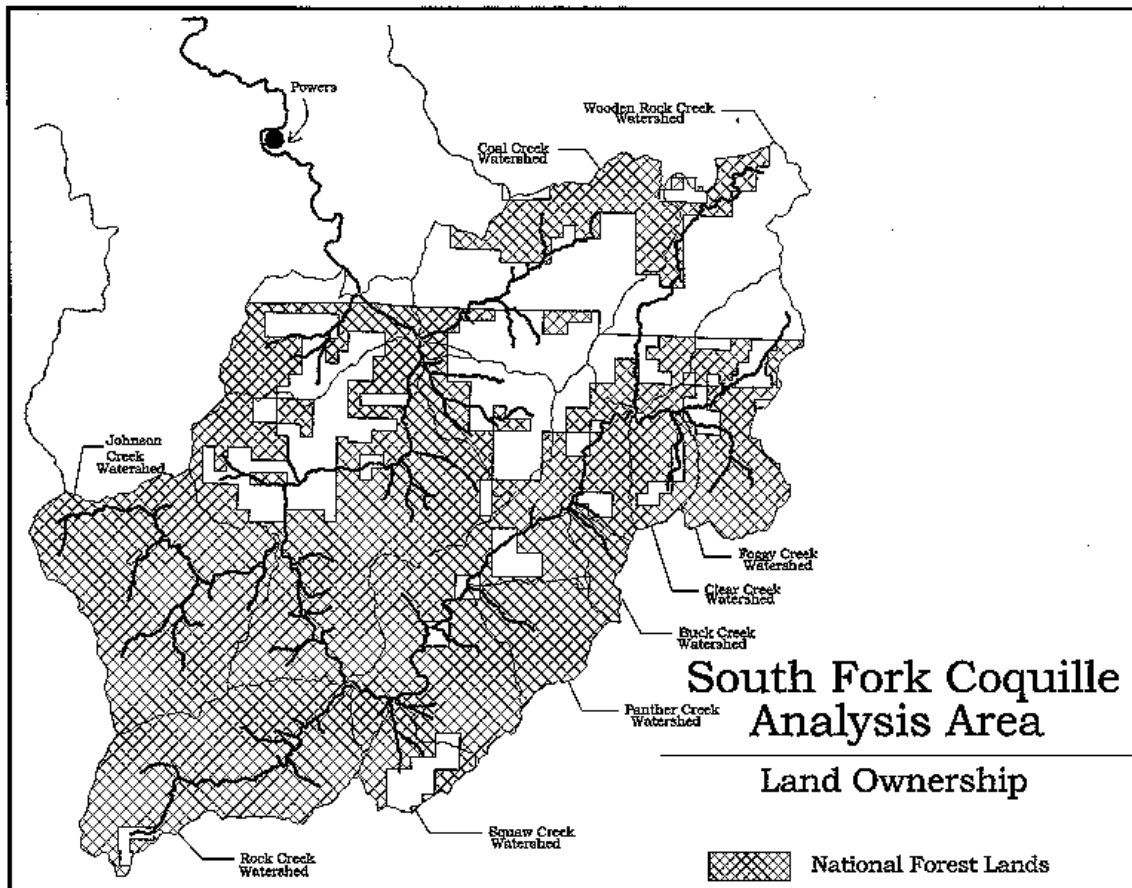 Powers
Wooden Rock Creek
Watershed
Coal Creek
Watershed
Johnson
Creek Watershed
Foggy Creek
Watershed
Clear Creek
Watershed
Buck Creek
Watershed
Panther Creek
Watershed
Squaw Creek
Watershed
Rock Creek
Watershed
South Fork Coquille
Analysis Area
Land Ownership
National Forest Lands